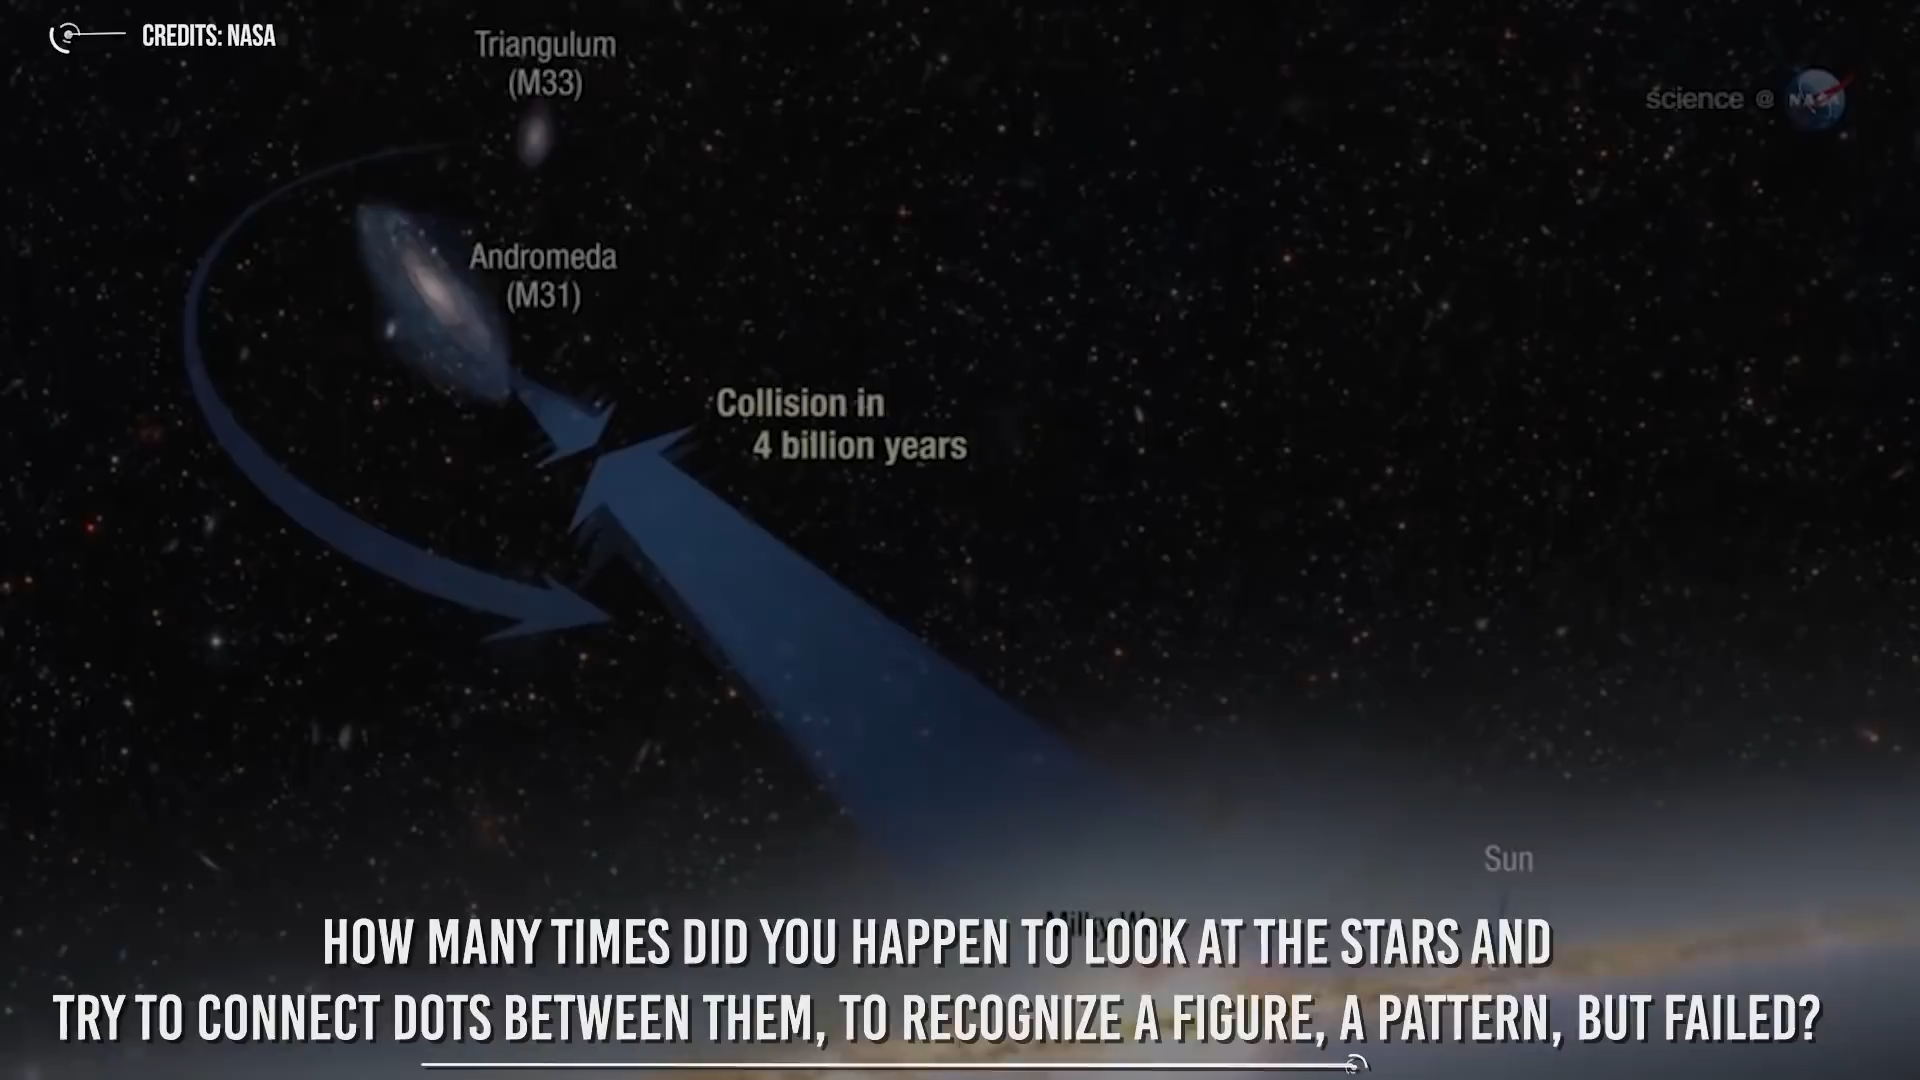 CREDITS: NASA
Triangulum
(M33)
science @ NASA
Andromeda
(M31)
Collision in
4 billion years
Sun
Milky Way
HOW MANY TIMES DID YOU HAPPEN TO LOOK AT THE STARS AND
TRY TO CONNECT DOTS BETWEEN THEM, TO RECOGNIZE A FIGURE, A PATTERN, BUT FAILED?